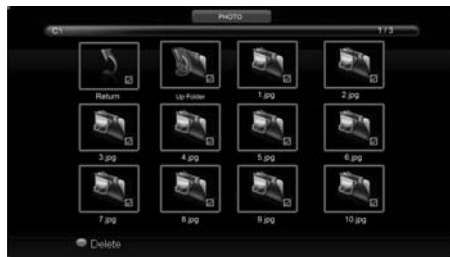 PHOTO
C:\ 1/3
Return Up Folder 1.jpg 2.jpg
3.jpg 4.jpg 5.jpg 6.jpg
7.jpg 8.jpg 9.jpg 10.jpg
Delete